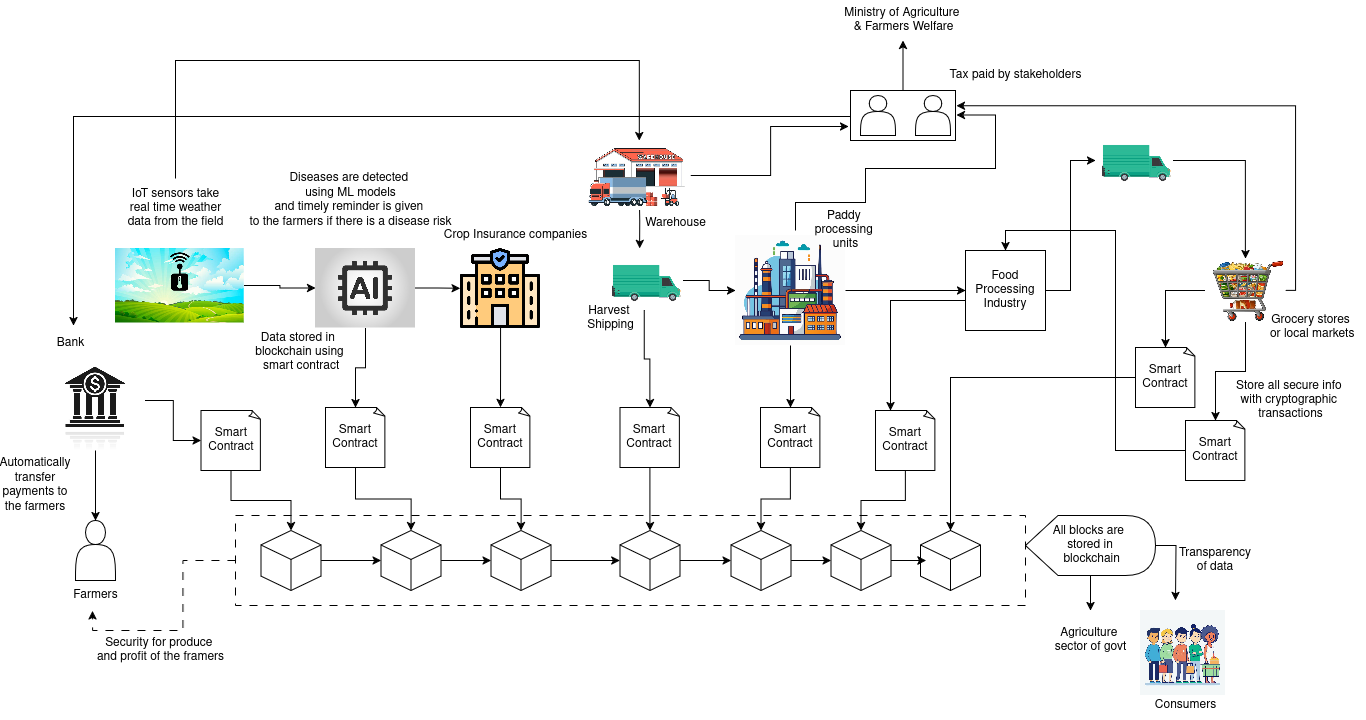 Ministry of Agriculture
& Farmers Welfare
Tax paid by stakeholders
IoT sensors take
real time weather
data from the field
Diseases are detected
using ML models
and timely reminder is given
to the farmers if there is a disease risk
Crop Insurance companies
Warehouse
Paddy
processing
units
AI
Food
Processing
Industry
Harvest
Shipping
Grocery stores
or local markets
Bank
Data stored in
blockchain using
smart contract
Smart
Contract
Store all secure info
with cryptographic
transactions
Smart
Contract
Smart
Contract
Smart
Contract
Smart
Contract
Smart
Contract
Smart
Contract
Smart
Contract
Automatically
transfer
payments to
the farmers
All blocks are
stored in
blockchain
Transparency
of data
Farmers
Security for produce
and profit of the framers
Agriculture
sector of govt
Consumers